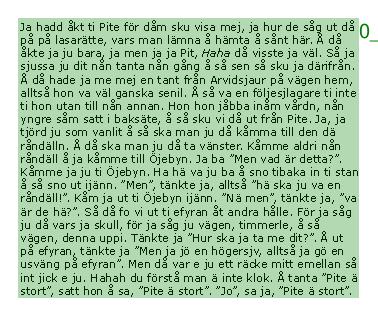 Ja hadd åkt ti Pite för dåm sku visa mej, ja hur de såg ut då
på på lasarätte, vars man lämna å hämta å sånt här. Å då
åkte ja ju bara, ja men ja ja Pit, Haha då visste ja väl. Så ja
sjussa ju dit nån tanta nån gång å så sen så sku ja därifrån.
Å då hade ja me mej en tant från Arvidsjaur på vägen hem,
alltså hon va väl ganska senil. Å så va en följesjlagare ti inte
ti hon utan till nån annan. Hon hon jåbba inåm vårdn, nån
yngre såm satt i baksäte, å så sku vi då ut från Pite. Ja, ja
tjörd ju som vanlit å så ska man ju då kåmma till den dä
råndälln. Å då ska man ju då ta vänster. Kåmme aldri nån
råndäll å ja kåmme till Öjebyn. Ja ba ”Men vad är detta?”.
Kåmme ja ju ti Öjebyn. Ha hä va ju ba å sno tibaka in ti stan
å så sno ut ijänn. ”Men”, tänkte ja, alltså ”hä ska ju va en
råndäll!”. Kåm ja ut ti Öjebyn ijänn. ”Nä men”, tänkte ja, ”va
är de hä?”. Så då fo vi ut ti efyran åt andra hålle. För ja såg
ju då vars ja skull, för ja såg ju vägen, timmerle, å så
vägen, denna uppi. Tänkte ja ”Hur ska ja ta me dit?”. Å ut
på efyran, tänkte ja ”Men ja jö en högersjv, alltså ja gö en
usväng på efyran”. Men då var e ju ett räcke mitt emellan så
int jick e ju. Hahah du förstå man ä inte klok. Å tanta ”Pite ä
stort”, satt hon å sa, ”Pite ä stort”. ”Jo”, sa ja, ”Pite ä stort”.
0_